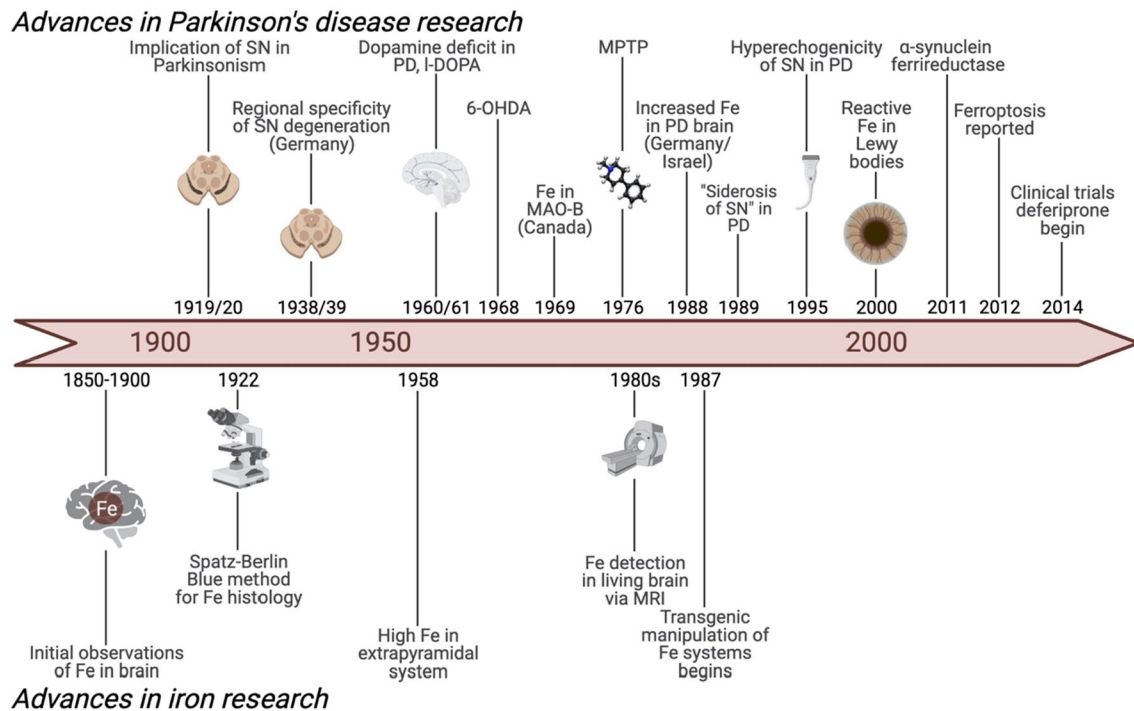 Advances in Parkinson's disease research
Implication of SN in
Parkinsonism
1919/20
Regional specificity
of SN degeneration
(Germany)
1938/39
Dopamine deficit in
PD, l-DOPA
1960/61
6-OHDA
1968
Fe in
MAO-B
(Canada)
1969
MPTP
1976
Increased Fe
in PD brain
(Germany/
Israel)
1988
"Siderosis
of SN" in
PD
1989
Hyperechogenicity
of SN in PD
1995
Reactive
Fe in
Lewy
bodies
2000
α-synuclein
ferrireductase
2011
Ferroptosis
reported
2012
Clinical trials
deferiprone
begin
2014
1900
1950
2000
1850-1900
Fe
Initial observations
of Fe in brain
1922
Spatz-Berlin
Blue method
for Fe histology
1958
High Fe in
extrapyramidal
system
1980s
Fe detection
in living brain
via MRI
1987
Transgenic
manipulation of
Fe systems
begins
Advances in iron research